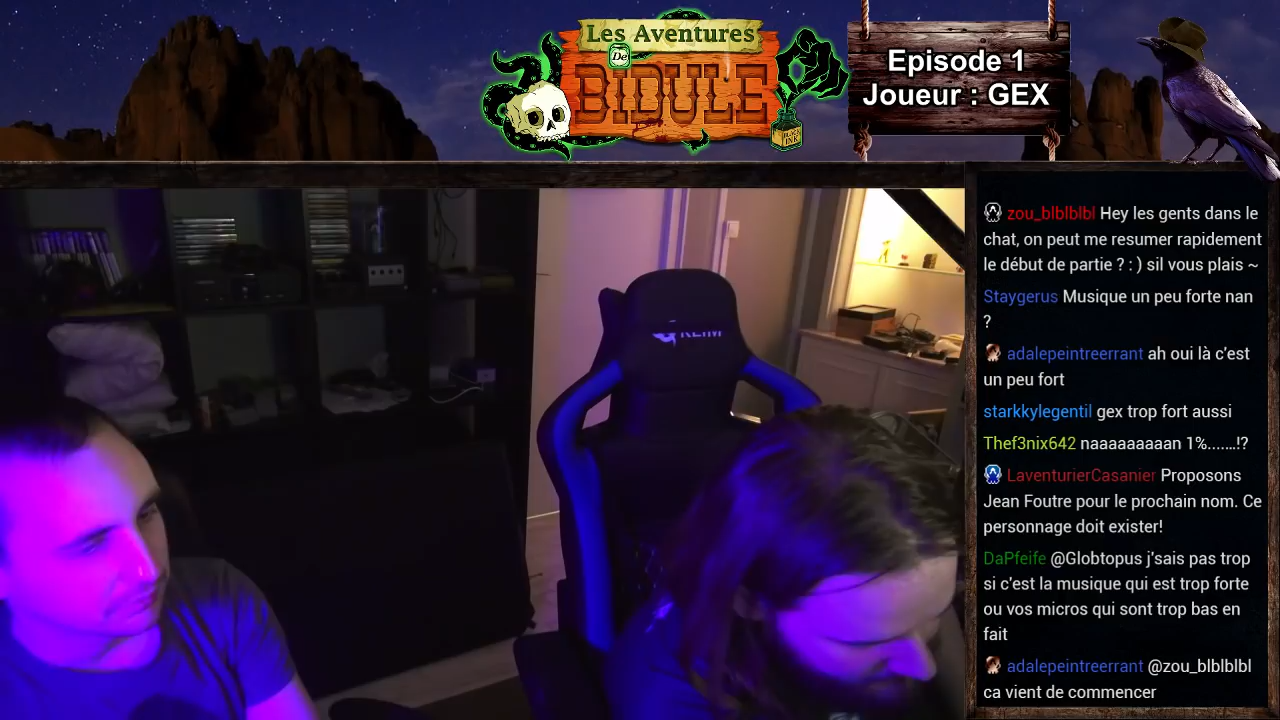 Les Aventures
De
BIDULE
BLACK
INK
Episode 1
Joueur : GEX
zou_blblblbl Hey les gents dans le
chat, on peut me resumer rapidement
le début de partie ? : ) sil vous plais ~
Staygerus Musique un peu forte nan
?
adalepeintreerrant ah oui là c'est
un peu fort
starkkylegentil gex trop fort aussi
Thef3nix642 naaaaaaaaan 1%.......!?
LaventurierCasanier Proposons
Jean Foutre pour le prochain nom. Ce
personnage doit exister!
DaPfeife @Globtopus j'sais pas trop
si c'est la musique qui est trop forte
ou vos micros qui sont trop bas en
fait
adalepeintreerrant @zou_blblblbl
ca vient de commencer